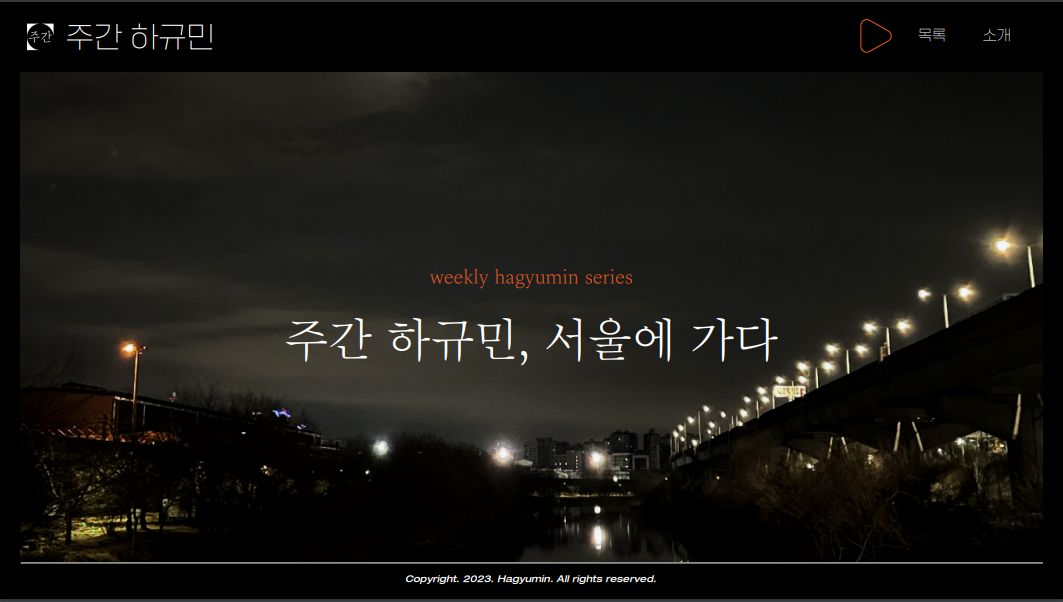 주간
주간 하규민
목록
소개
weekly hagyumin series
주간 하규민, 서울에 가다
Copyright. 2023. Hagyumin. All rights reserved.